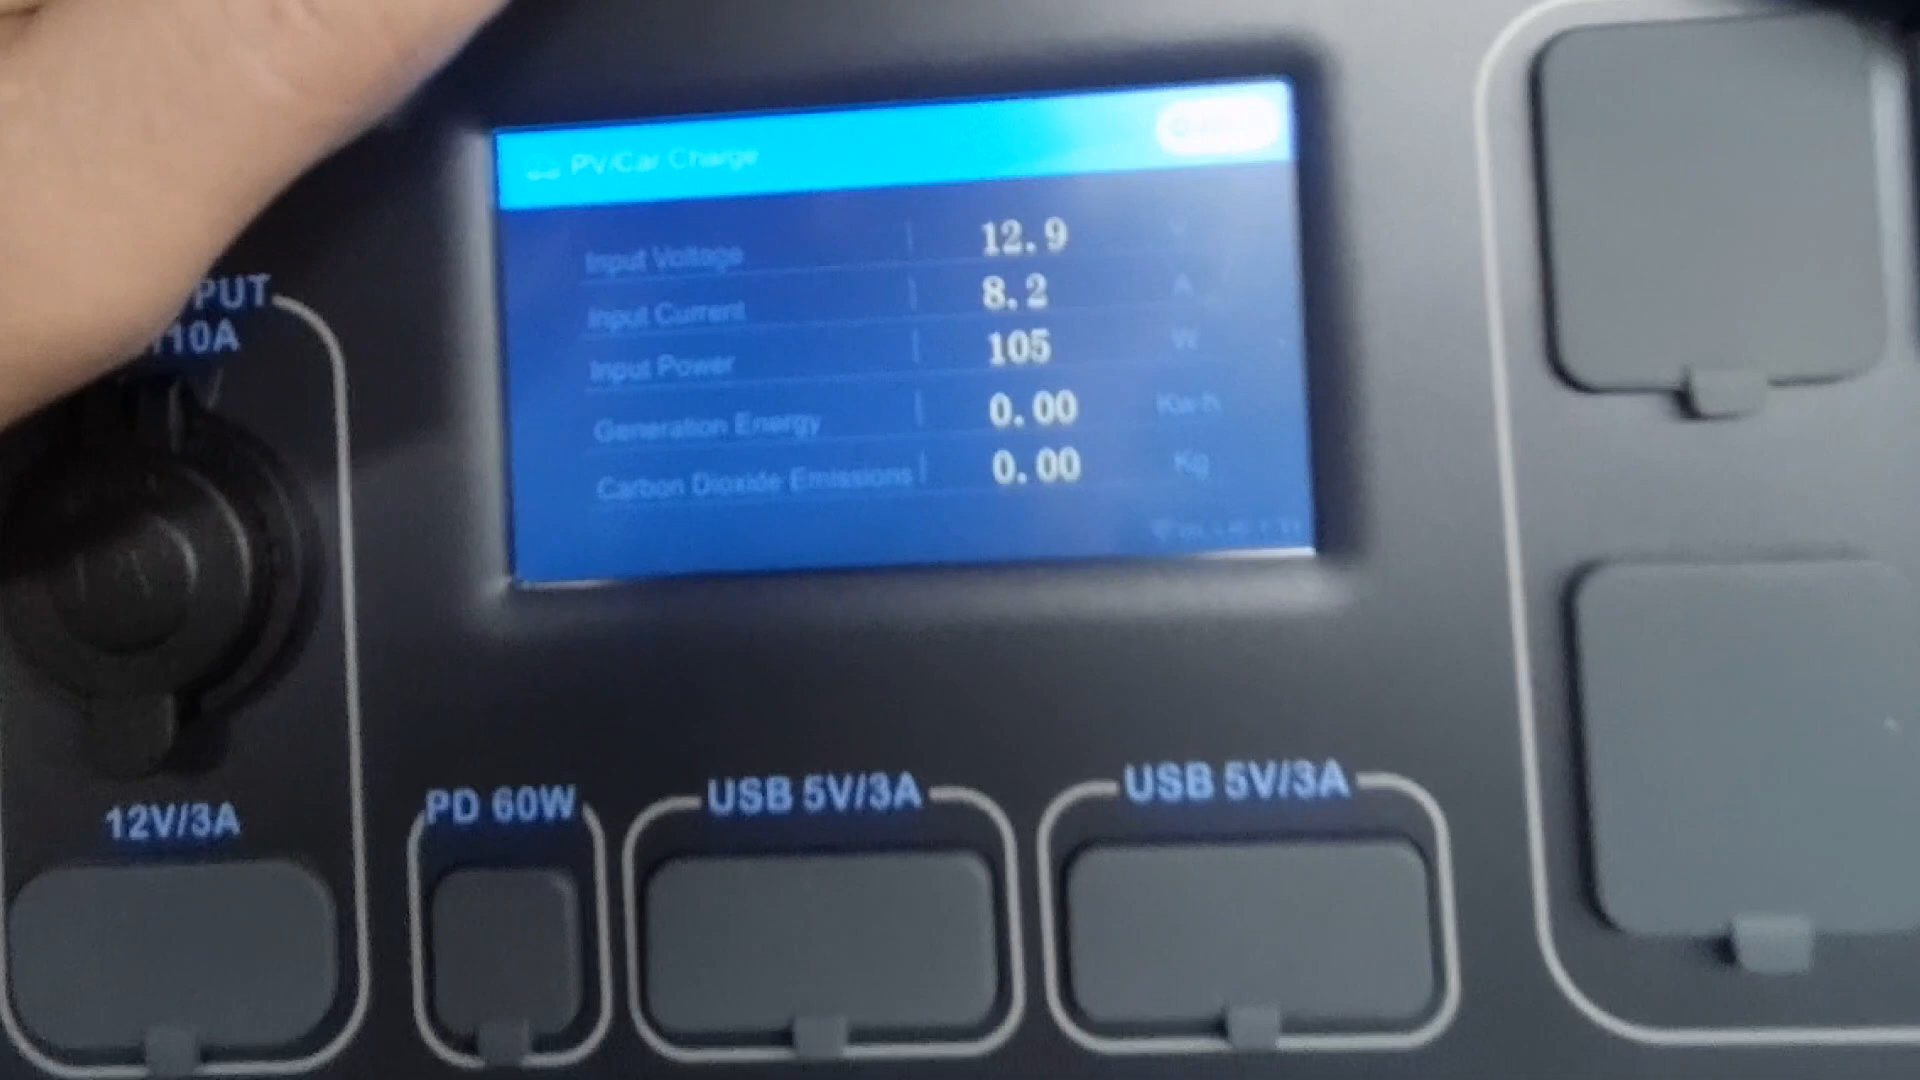 PV/Car Charge
Input Voltage 12.9 V
Input Current 8.2 A
Input Power 105 W
Generation Energy 0.00 Kw·h
Carbon Dioxide Emissions 0.00 Kg
PUT
10A
12V/3A
PD 60W
USB 5V/3A
USB 5V/3A